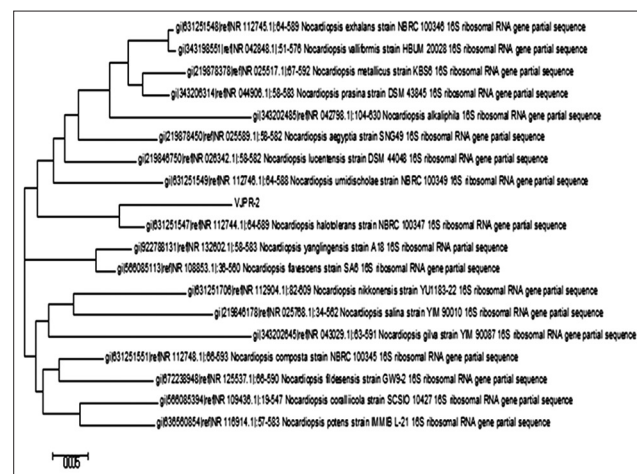 gi|631251548|ref|NR 112745.1|:64-589 Nocardiopsis exhalans strain NBRC 100346 16S ribosomal RNA gene partial sequence
gi|343198551|ref|NR 042848.1|:51-576 Nocardiopsis valliformis strain HBUM 20028 16S ribosomal RNA gene partial sequence
gi|219878378|ref|NR 025517.1|:67-592 Nocardiopsis metallicus strain KBS6 16S ribosomal RNA gene partial sequence
gi|343206314|ref|NR 044906.1|:58-583 Nocardiopsis prasina strain DSM 43845 16S ribosomal RNA gene partial sequence
gi|343202485|ref|NR 042798.1|:104-630 Nocardiopsis alkaliphila 16S ribosomal RNA gene partial sequence
gi|219878450|ref|NR 025589.1|:58-582 Nocardiopsis aegyptia strain SNG49 16S ribosomal RNA gene partial sequence
gi|219846750|ref|NR 026342.1|:58-582 Nocardiopsis lucentensis strain DSM 44048 16S ribosomal RNA gene partial sequence
gi|631251549|ref|NR 112746.1|:64-588 Nocardiopsis umidischolae strain NBRC 100349 16S ribosomal RNA gene partial sequence
VJPR-2
gi|631251547|ref|NR 112744.1|:64-589 Nocardiopsis halotolerans strain NBRC 100347 16S ribosomal RNA gene partial sequence
gi|922788131|ref|NR 132602.1|:58-583 Nocardiopsis yanglingensis strain A18 16S ribosomal RNA partial sequence
gi|566085113|ref|NR 108853.1|:36-560 Nocardiopsis flavescens strain SA6 16S ribosomal RNA gene partial sequence
gi|631251706|ref|NR 112904.1|:82-609 Nocardiopsis nikkonensis strain YU1183-22 16S ribosomal RNA gene partial sequence
gi|219846178|ref|NR 025768.1|:34-562 Nocardiopsis salina strain YIM 90010 16S ribosomal RNA gene partial sequence
gi|343202645|ref|NR 043029.1|:63-591 Nocardiopsis gilva strain YIM 90087 16S ribosomal RNA gene partial sequence
gi|631251551|ref|NR 112748.1|:66-593 Nocardiopsis composta strain NBRC 100345 16S ribosomal RNA gene partial sequence
gi|672238948|ref|NR 125537.1|:66-590 Nocardiopsis fildesensis strain GW9-2 16S ribosomal RNA gene partial sequence
gi|566085394|ref|NR 109436.1|:19-547 Nocardiopsis coralliicola strain SCSIO 10427 16S ribosomal RNA gene partial sequence
gi|636560854|ref|NR 116914.1|:57-583 Nocardiopsis potens strain IMMIB L-21 16S ribosomal RNA gene partial sequence
0.005